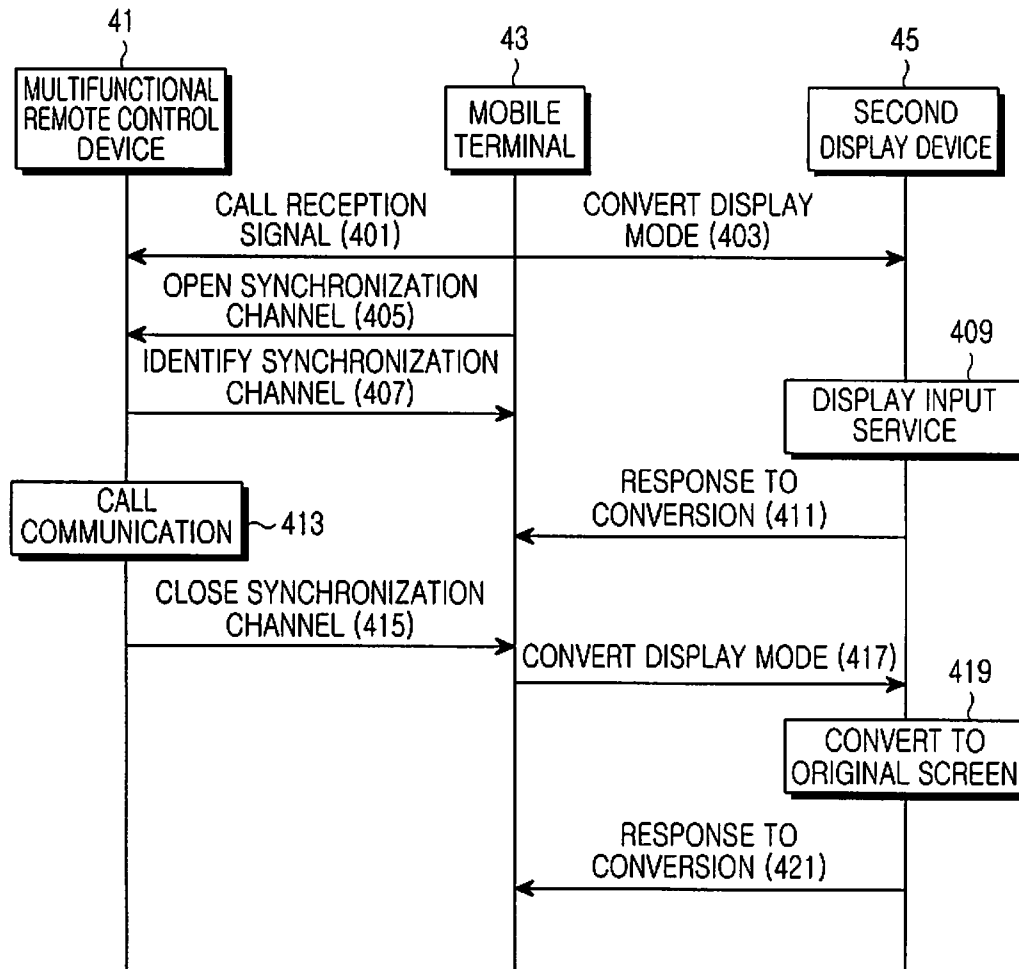 41
43
45
MULTIFUNCTIONAL
REMOTE CONTROL
DEVICE
MOBILE
TERMINAL
SECOND
DISPLAY DEVICE
CALL RECEPTION
SIGNAL (401)
CONVERT DISPLAY
MODE (403)
OPEN SYNCHRONIZATION
CHANNEL (405)
IDENTIFY SYNCHRONIZATION
CHANNEL (407)
409
DISPLAY INPUT
SERVICE
RESPONSE TO
CONVERSION (411)
CALL
COMMUNICATION
413
CLOSE SYNCHRONIZATION
CHANNEL (415)
CONVERT DISPLAY MODE (417)
419
CONVERT TO
ORIGINAL SCREEN
RESPONSE TO
CONVERSION (421)